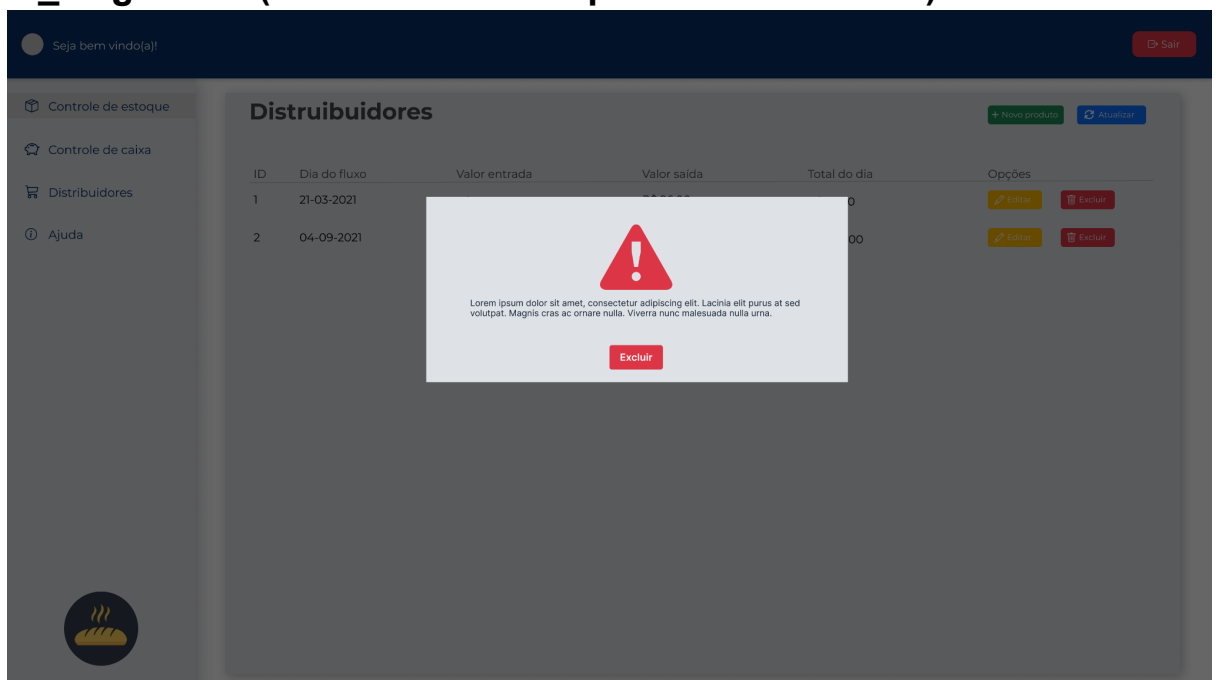 Seja bem vindo(a)!
Sair
Controle de estoque
Controle de caixa
Distribuidores
Ajuda
Distruibuidores
+ Novo produto
Atualizar
ID Dia do fluxo Valor entrada Valor saída Total do dia Opções
1 21-03-2021 Editar Excluir
2 04-09-2021 00 Editar Excluir
Lorem ipsum dolor sit amet, consectetur adipiscing elit. Lacinia elit purus at sed
volutpat. Magnis cras ac ornare nulla. Viverra nunc malesuada nulla urna.
Excluir